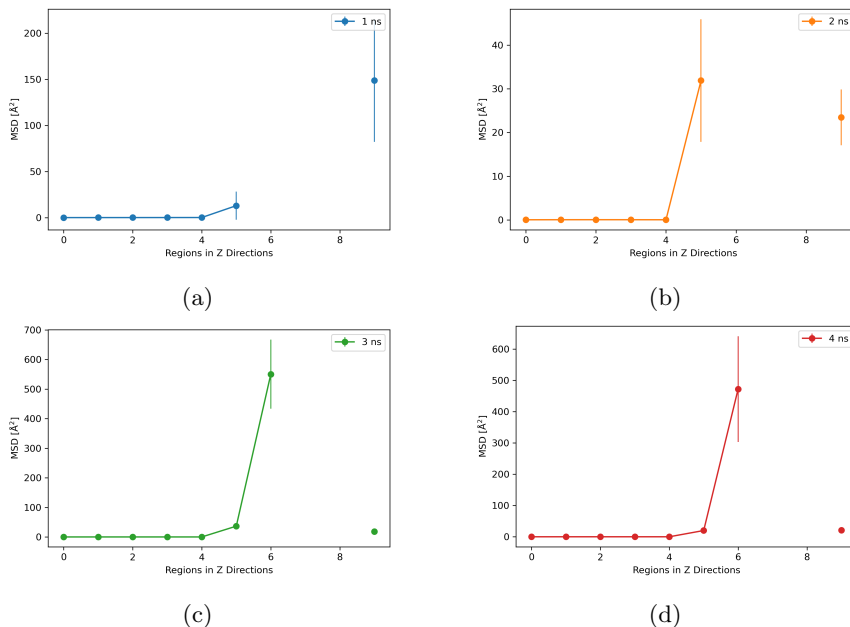 1 ns
200
150
100
50
0
MSD [Å²]
0 2 4 6 8
Regions in Z Directions
(a)
2 ns
40
30
20
10
0
MSD [Å²]
0 2 4 6 8
Regions in Z Directions
(b)
3 ns
700
600
500
400
300
200
100
0
MSD [Å²]
0 2 4 6 8
Regions in Z Directions
(c)
4 ns
600
500
400
300
200
100
0
MSD [Å²]
0 2 4 6 8
Regions in Z Directions
(d)